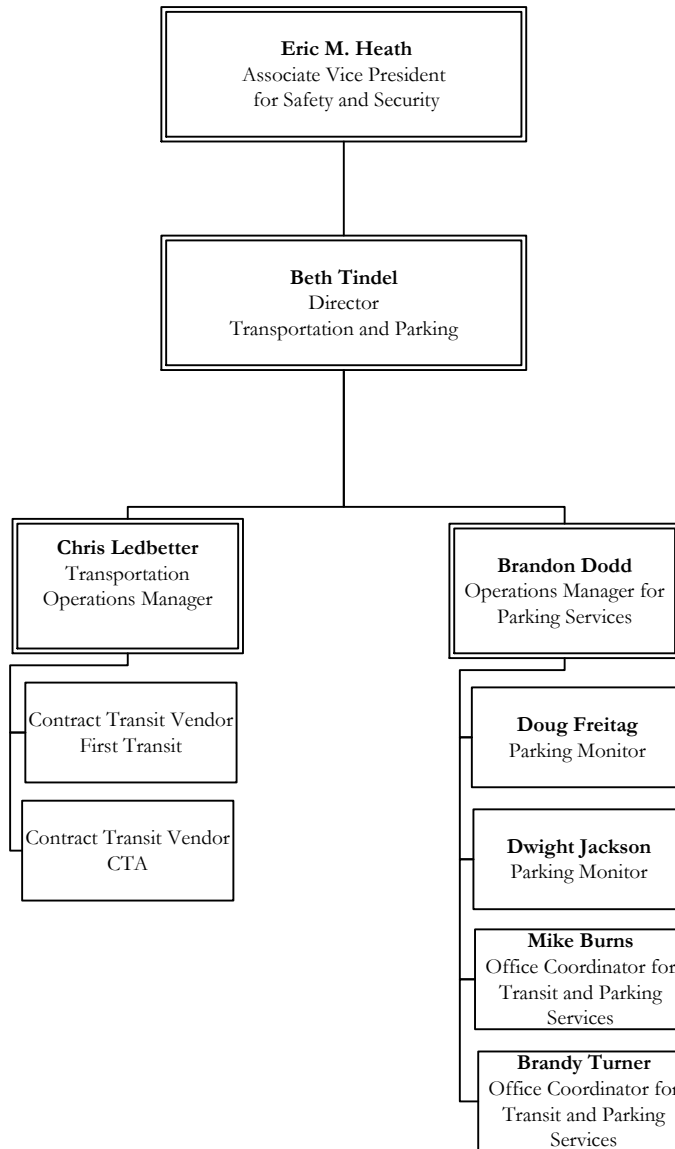 Eric M. Heath
Associate Vice President
for Safety and Security
Beth Tindel
Director
Transportation and Parking
Chris Ledbetter
Transportation
Operations Manager
Contract Transit Vendor
First Transit
Contract Transit Vendor
CTA
Brandon Dodd
Operations Manager for
Parking Services
Doug Freitag
Parking Monitor
Dwight Jackson
Parking Monitor
Mike Burns
Office Coordinator for
Transit and Parking
Services
Brandy Turner
Office Coordinator for
Transit and Parking
Services